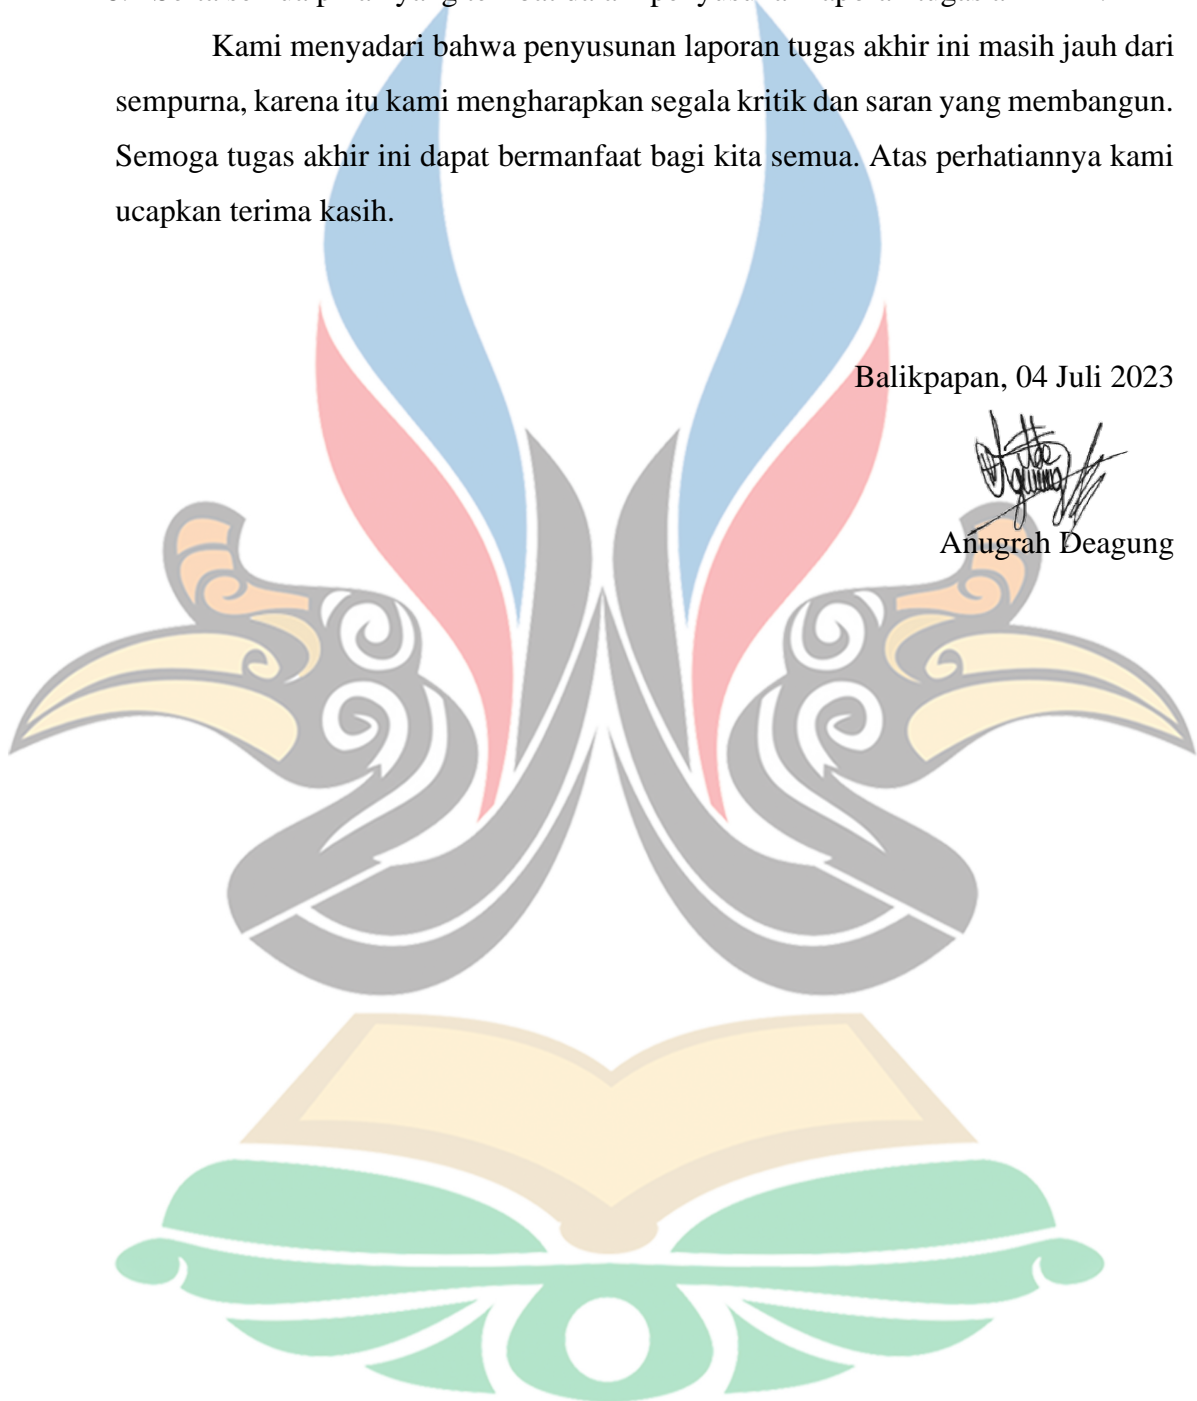 Kami menyadari bahwa penyusunan laporan tugas akhir ini masih jauh dari
sempurna, karena itu kami mengharapkan segala kritik dan saran yang membangun.
Semoga tugas akhir ini dapat bermanfaat bagi kita semua. Atas perhatiannya kami
ucapkan terima kasih.
Balikpapan, 04 Juli 2023
Anugrah Deagung